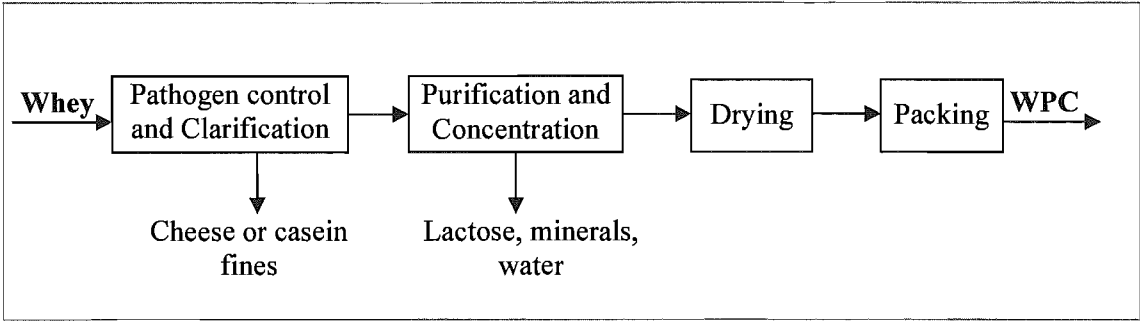 Whey
Pathogen control
and Clarification
Purification and
Concentration
Drying
Packing
WPC
Cheese or casein
fines
Lactose, minerals,
water